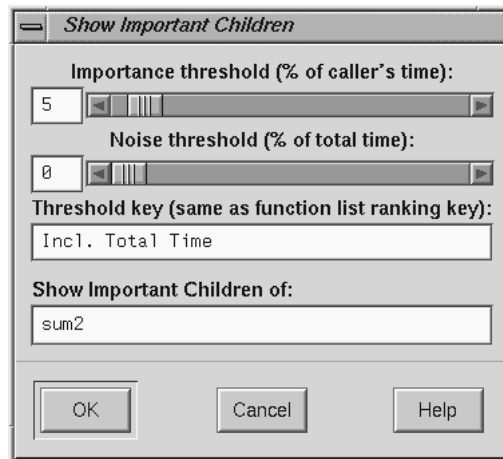 Show Important Children
Importance threshold (% of caller's time):
5
Noise threshold (% of total time):
0
Threshold key (same as function list ranking key):
Incl. Total Time
Show Important Children of:
sum2
OK Cancel Help